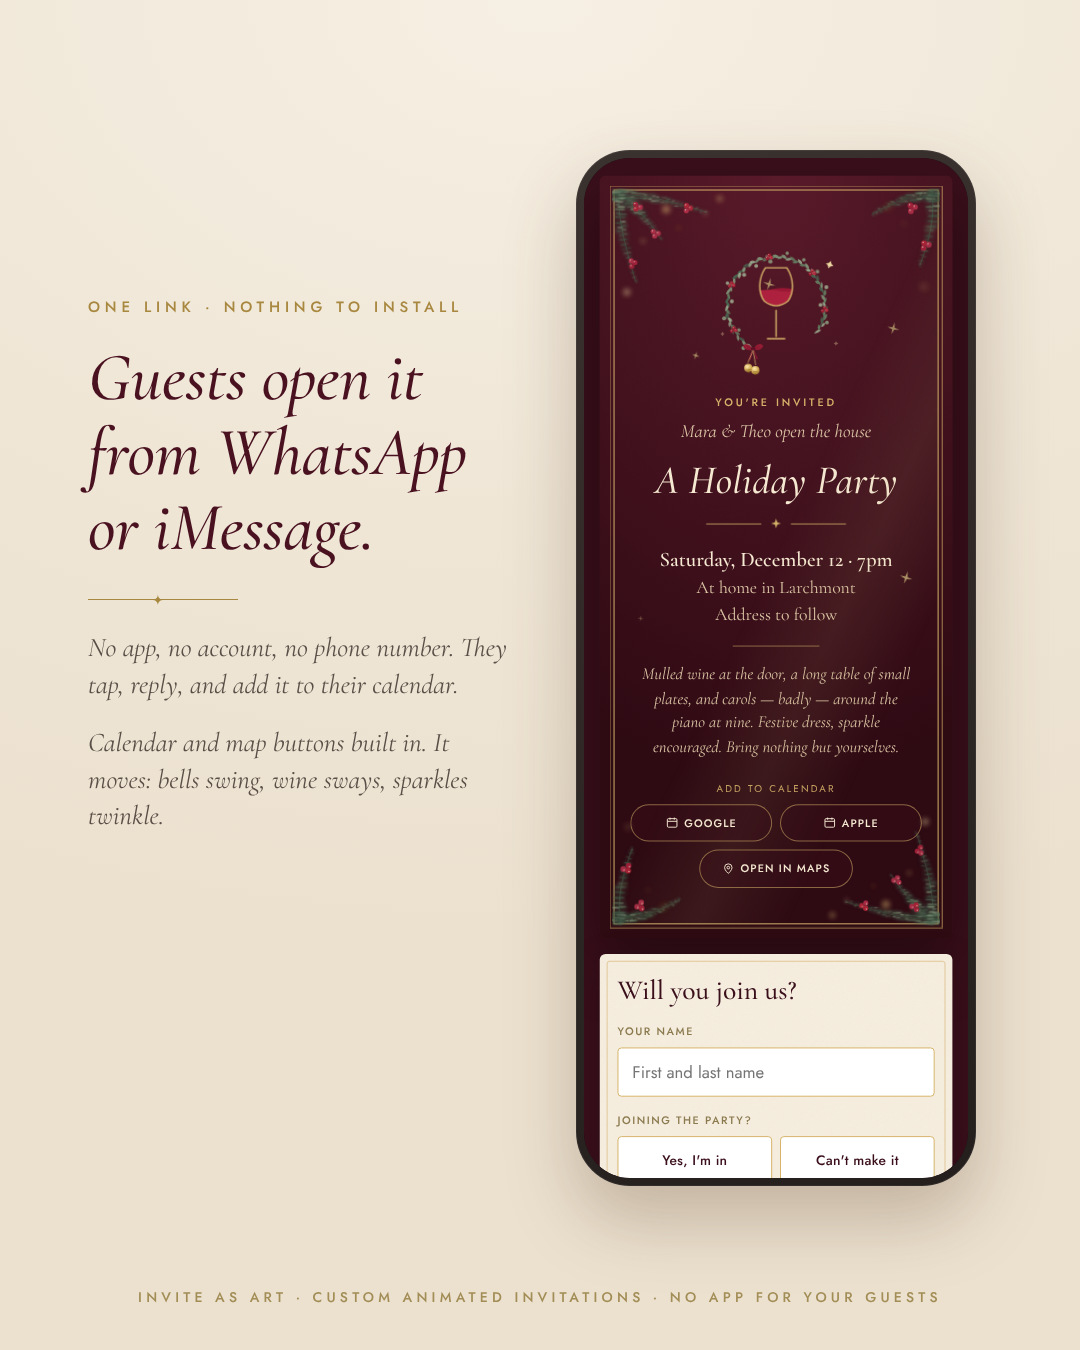 ONE LINK · NOTHING TO INSTALL
Guests open it
from WhatsApp
or iMessage.
No app, no account, no phone number. They
tap, reply, and add it to their calendar.
Calendar and map buttons built in. It
moves: bells swing, wine sways, sparkles
twinkle.
YOU'RE INVITED
Mara & Theo open the house
A Holiday Party
Saturday, December 12 · 7pm
At home in Larchmont
Address to follow
Mulled wine at the door, a long table of small
plates, and carols — badly — around the
piano at nine. Festive dress, sparkle
encouraged. Bring nothing but yourselves.
ADD TO CALENDAR
GOOGLE
APPLE
OPEN IN MAPS
Will you join us?
YOUR NAME
First and last name
JOINING THE PARTY?
Yes, I'm in
Can't make it
INVITE AS ART · CUSTOM ANIMATED INVITATIONS · NO APP FOR YOUR GUESTS